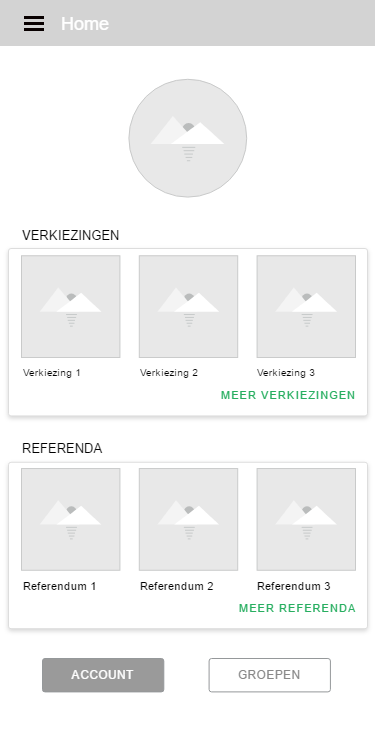 Home
VERKIEZINGEN
Verkiezing 1 Verkiezing 2 Verkiezing 3
MEER VERKIEZINGEN
REFERENDA
Referendum 1 Referendum 2 Referendum 3
MEER REFERENDA
ACCOUNT GROEPEN